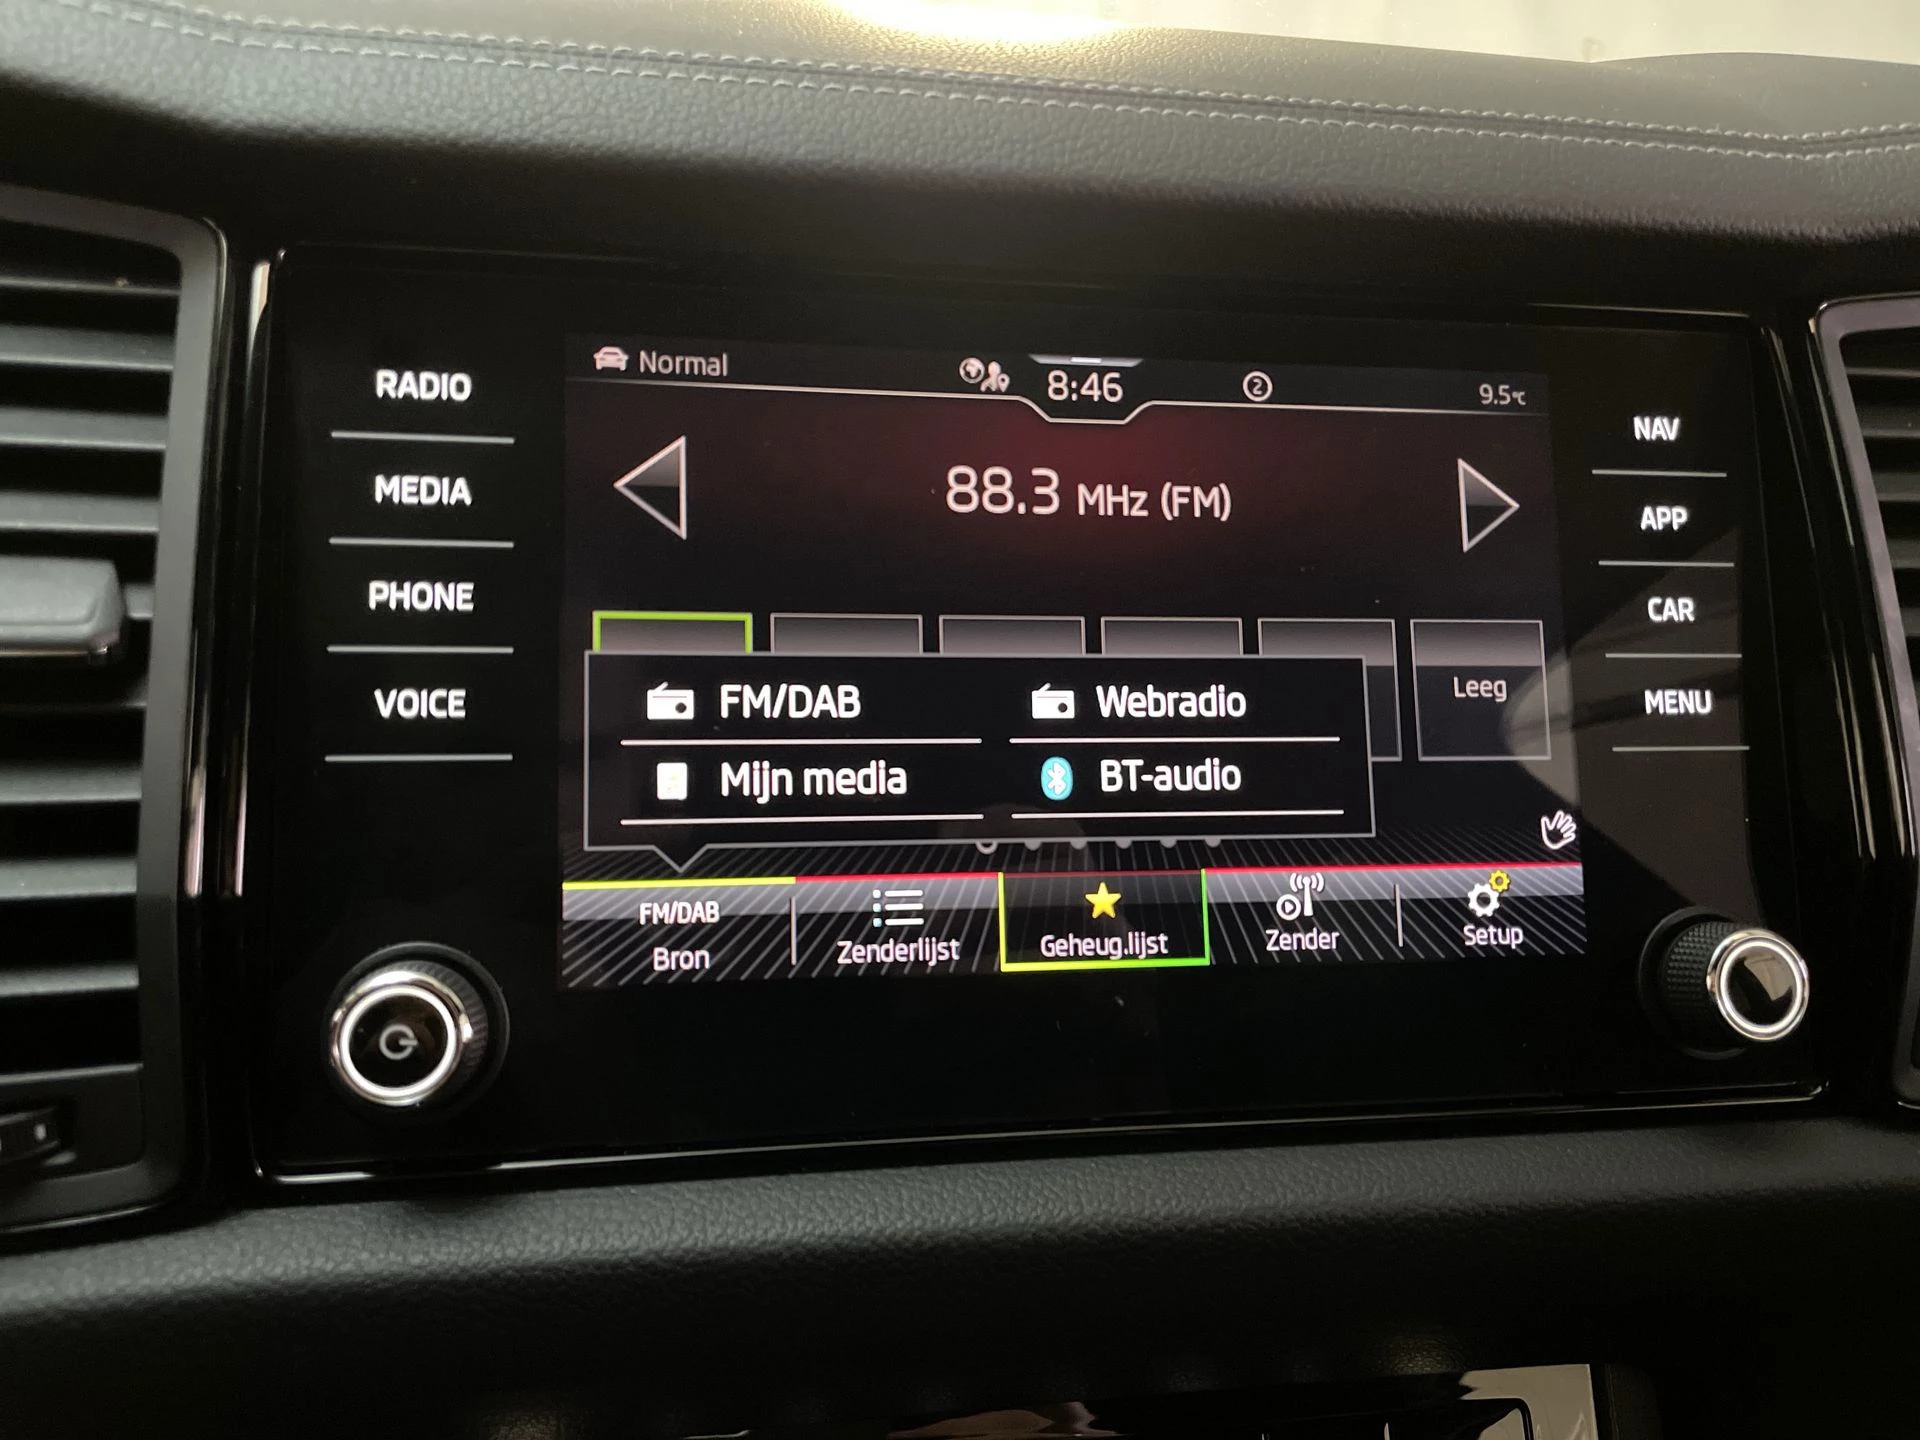 RADIO
MEDIA
PHONE
VOICE
Normal
8:46
2
9.5°C
88.3 MHz (FM)
FM/DAB
Webradio
Mijn media
BT-audio
Leeg
FM/DAB
Bron
Zenderlijst
Geheug.lijst
Zender
Setup
NAV
APP
CAR
MENU